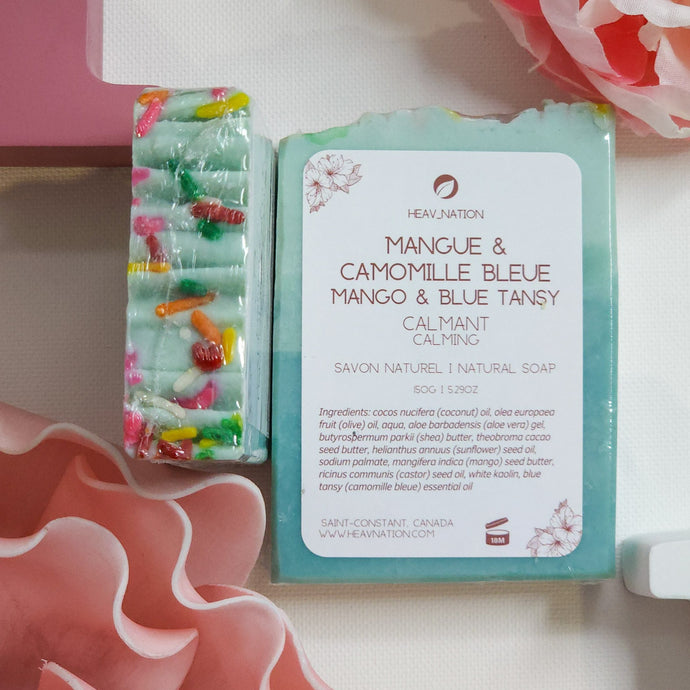 HEAV_NATION
MANGUE &
CAMOMILLE BLEUE
MANGO & BLUE TANSY
CALMANT
CALMING
SAVON NATUREL I NATURAL SOAP
150G I 5.29OZ
Ingredients: cocos nucifera (coconut) oil, olea europaea
fruit (olive) oil, aqua, aloe barbadensis (aloe vera) gel,
butyrospermum parkii (shea) butter, theobroma cacao
seed butter, helianthus annuus (sunflower) seed oil,
sodium palmate, mangifera indica (mango) seed butter,
ricinus communis (castor) seed oil, white kaolin, blue
tansy (camomille bleue) essential oil
SAINT-CONSTANT, CANADA
WWW.HEAVNATION.COM
18M